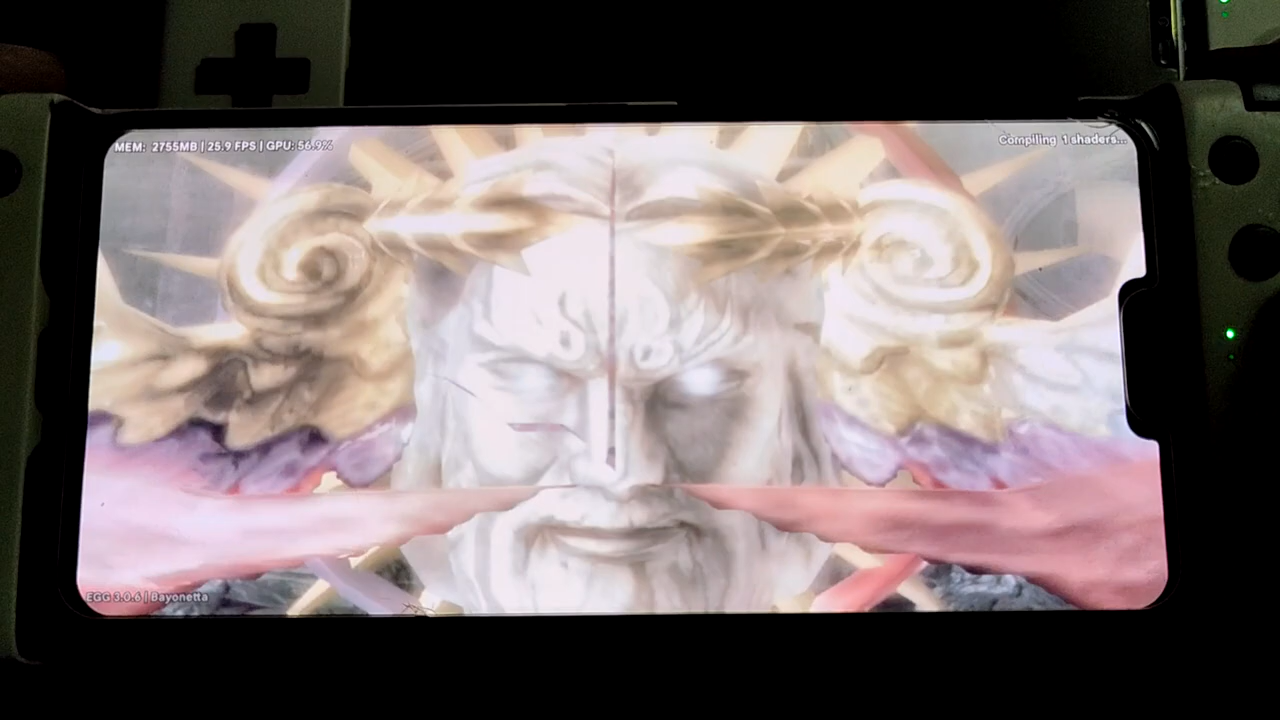 MEM: 2755MB | 25.9 FPS | GPU: 56.9%
Compiling 1 shaders...
EGG 3.0.6 | Bayonetta